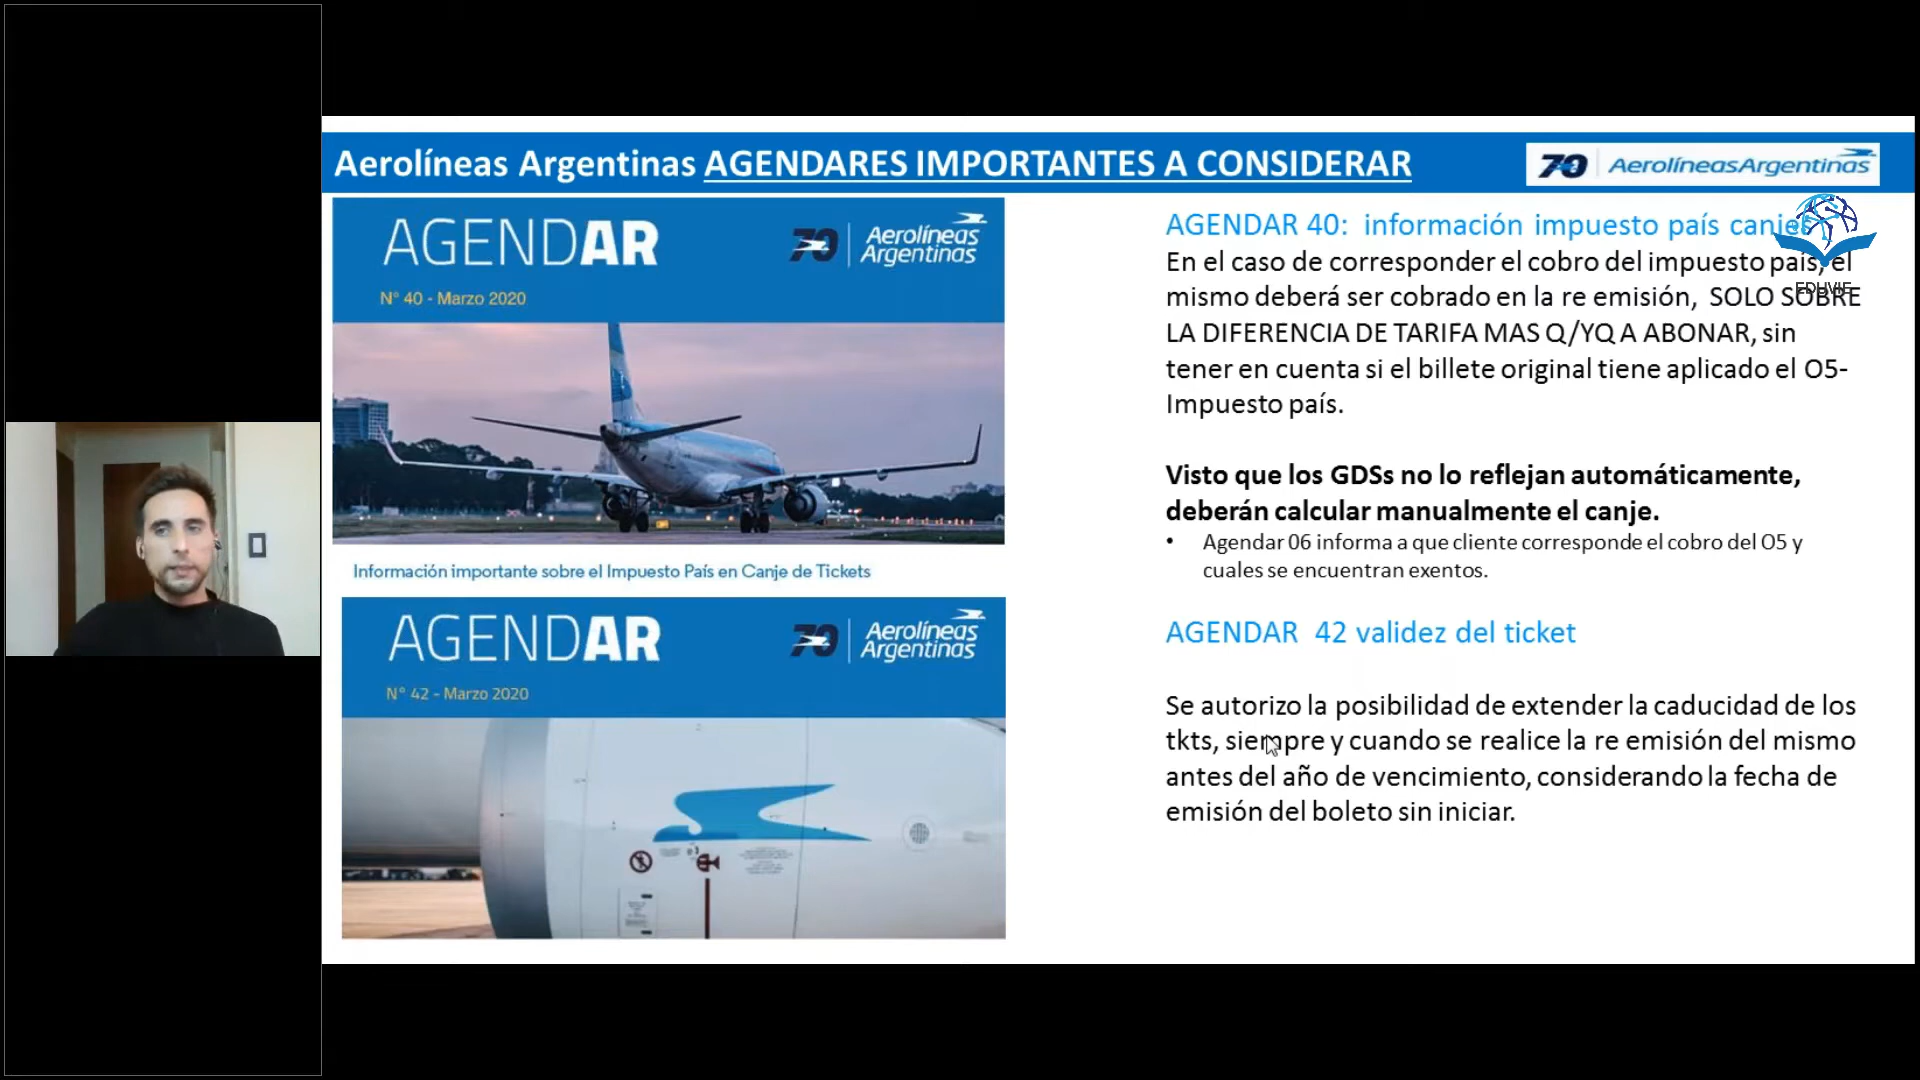 Aerolíneas Argentinas AGENDARES IMPORTANTES A CONSIDERAR
70 AerolíneasArgentinas
AGENDAR
70 Aerolíneas
Argentinas
N° 40 - Marzo 2020
Información importante sobre el Impuesto País en Canje de Tickets
AGENDAR
70 Aerolíneas
Argentinas
N° 42 - Marzo 2020
AGENDAR 40: información impuesto país canjes
En el caso de corresponder el cobro del impuesto país, el
mismo deberá ser cobrado en la re emisión, SOLO SOBRE
LA DIFERENCIA DE TARIFA MAS Q/YQ A ABONAR, sin
tener en cuenta si el billete original tiene aplicado el O5-
Impuesto país.
Visto que los GDSs no lo reflejan automáticamente,
deberán calcular manualmente el canje.
• Agendar 06 informa a que cliente corresponde el cobro del O5 y
cuales se encuentran exentos.
AGENDAR 42 validez del ticket
Se autorizo la posibilidad de extender la caducidad de los
tkts, siempre y cuando se realice la re emisión del mismo
antes del año de vencimiento, considerando la fecha de
emisión del boleto sin iniciar.
EDUVIE